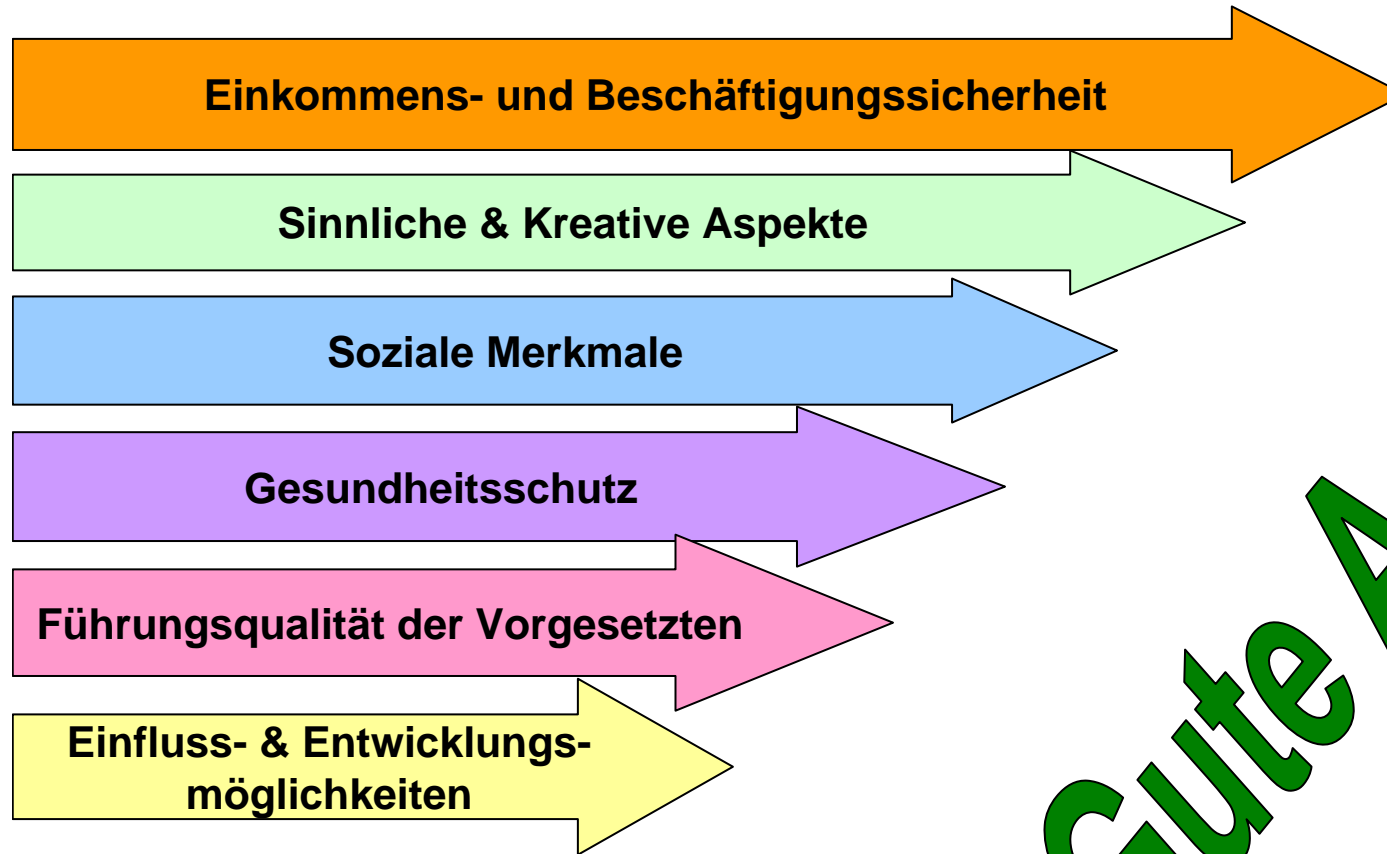 Einkommens- und Beschäftigungssicherheit
Sinnliche & Kreative Aspekte
Soziale Merkmale
Gesundheitsschutz
Führungsqualität der Vorgesetzten
Einfluss- & Entwicklungs-
möglichkeiten
Gute